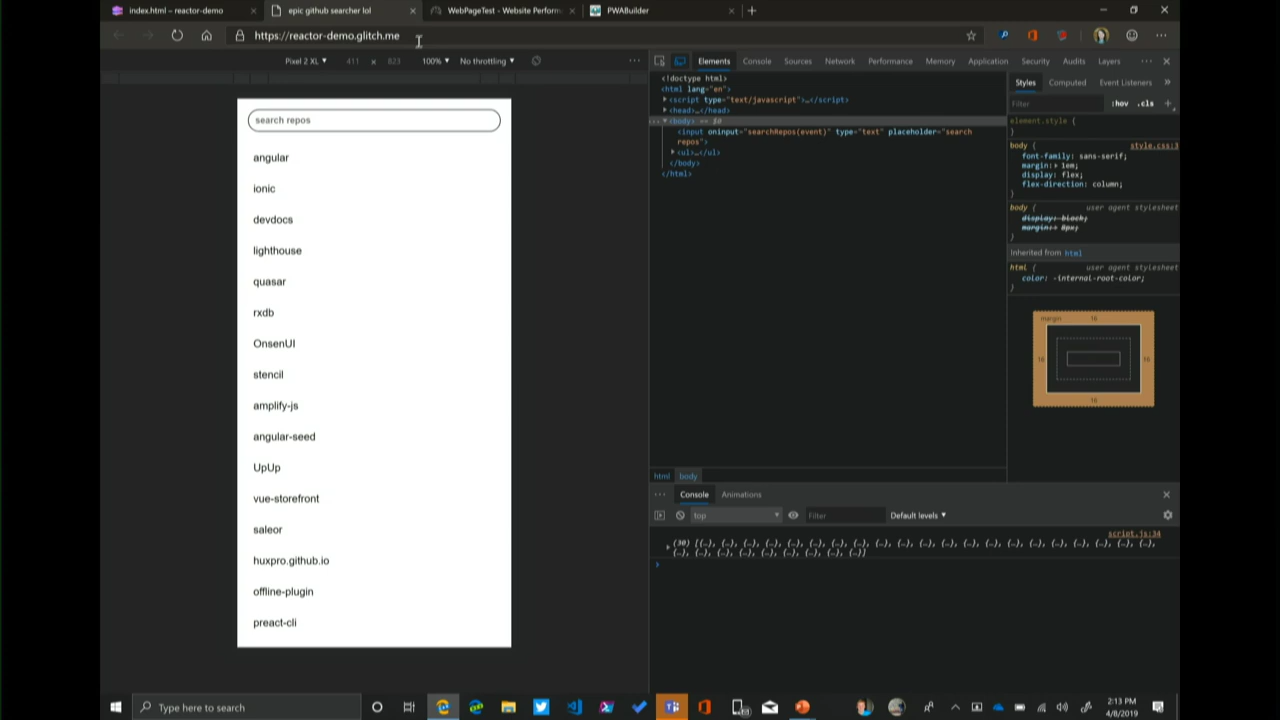 index.html – reactor-demo
epic github searcher lol
WebPageTest - Website Perform
PWABuilder
https://reactor-demo.glitch.me
Pixel 2 XL ▼ 411 × 823 100% ▼ No throttling ▼
Elements Console Sources Network Performance Memory Application Security Audits Layers
search repos
angular
ionic
devdocs
lighthouse
quasar
rxdb
OnsenUI
stencil
amplify-js
angular-seed
UpUp
vue-storefront
saleor
huxpro.github.io
offline-plugin
preact-cli
<!doctype html>
<html lang="en">
<script type="text/javascript">…</script>
<head>…</head>
<body> == $0
<input oninput="searchRepos(event)" type="text" placeholder="search
repos">
<ul>…</ul>
</body>
</html>
html body
Styles Computed Event Listeners »
Filter :hov .cls +
element.style {
}
body { style.css:3
font-family: sans-serif;
margin: 1em;
display: flex;
flex-direction: column;
}
body { user agent stylesheet
display: block;
margin: 8px;
}
Inherited from html
html { user agent stylesheet
color: -internal-root-color;
}
margin 16
16
16
Console Animations
top Filter Default levels ▼
script.js:34
(30) [{…}, {…}, {…}, {…}, {…}, {…}, {…}, {…}, {…}, {…}, {…}, {…}, {…}, {…}, {…}, {…}, {…}, {…}, {…}, {…}, {…},
{…}, {…}, {…}, {…}, {…}, {…}, {…}, {…}, {…}]
Type here to search
2:13 PM
4/8/2019